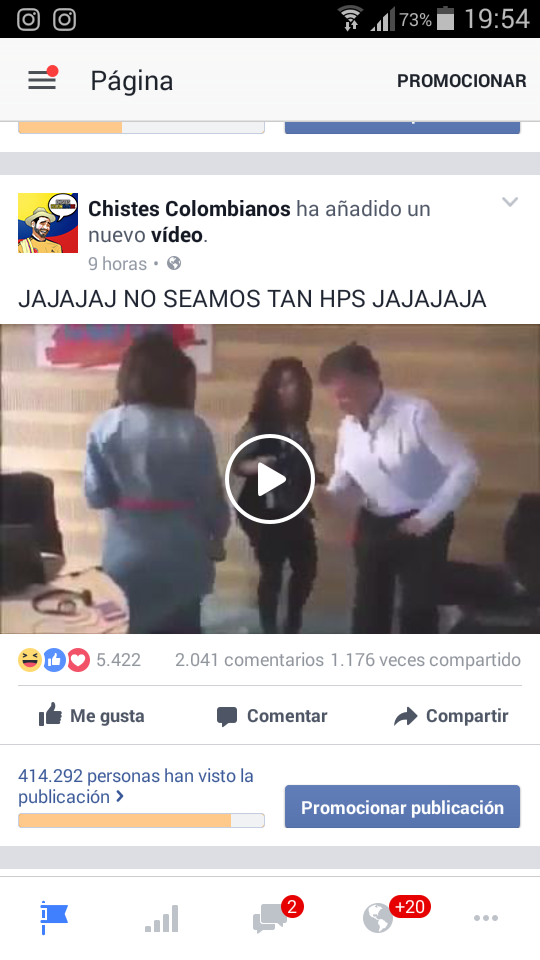 73% 19:54
Página PROMOCIONAR
Chistes Colombianos ha añadido un
nuevo vídeo.
9 horas •
JAJAJAJ NO SEAMOS TAN HPS JAJAJAJA
5.422 2.041 comentarios 1.176 veces compartido
Me gusta Comentar Compartir
414.292 personas han visto la
publicación >
Promocionar publicación
2 +20